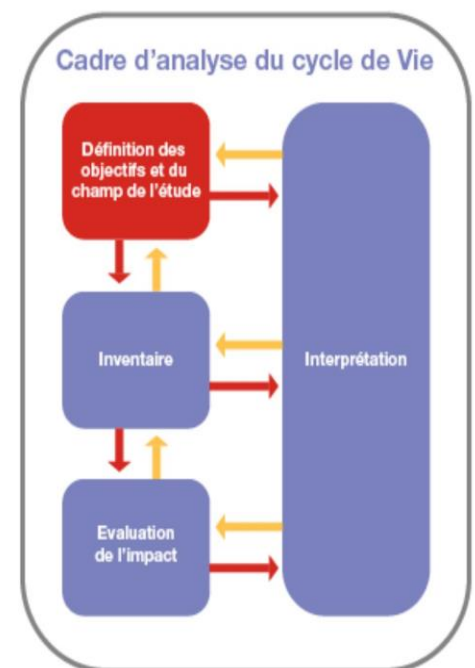 Cadre d'analyse du cycle de Vie
Définition des
objectifs et du
champ de l'étude
Inventaire
Interprétation
Evaluation
de l'impact